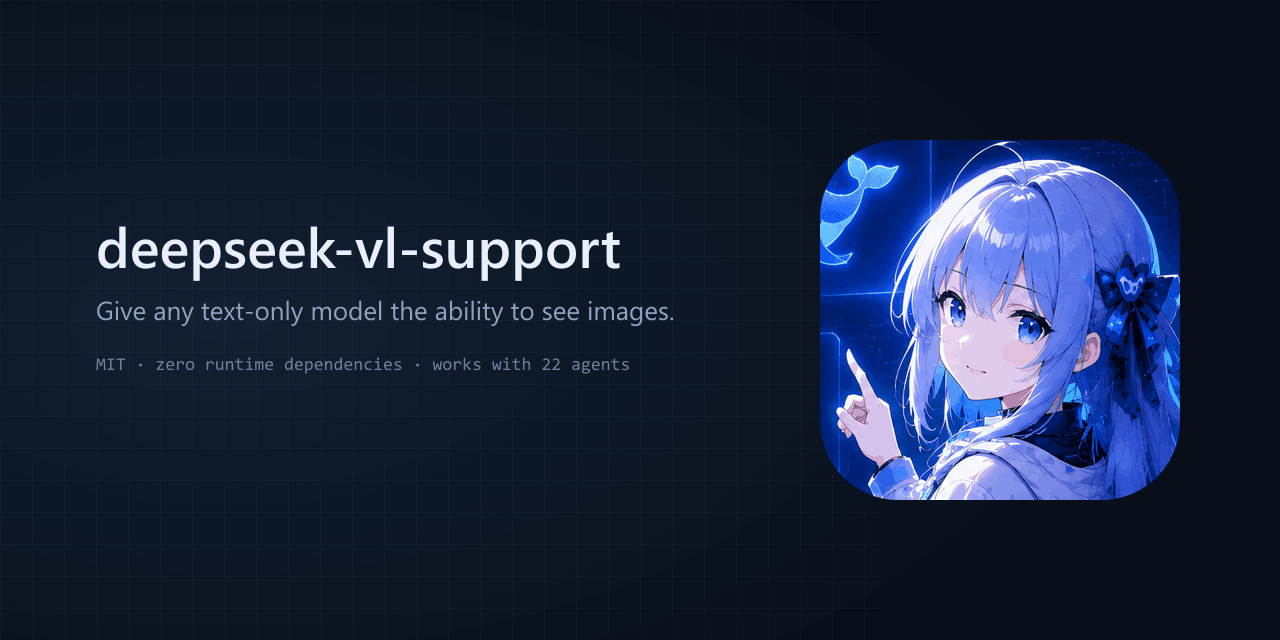 deepseek-vl-support
Give any text-only model the ability to see images.
MIT · zero runtime dependencies · works with 22 agents